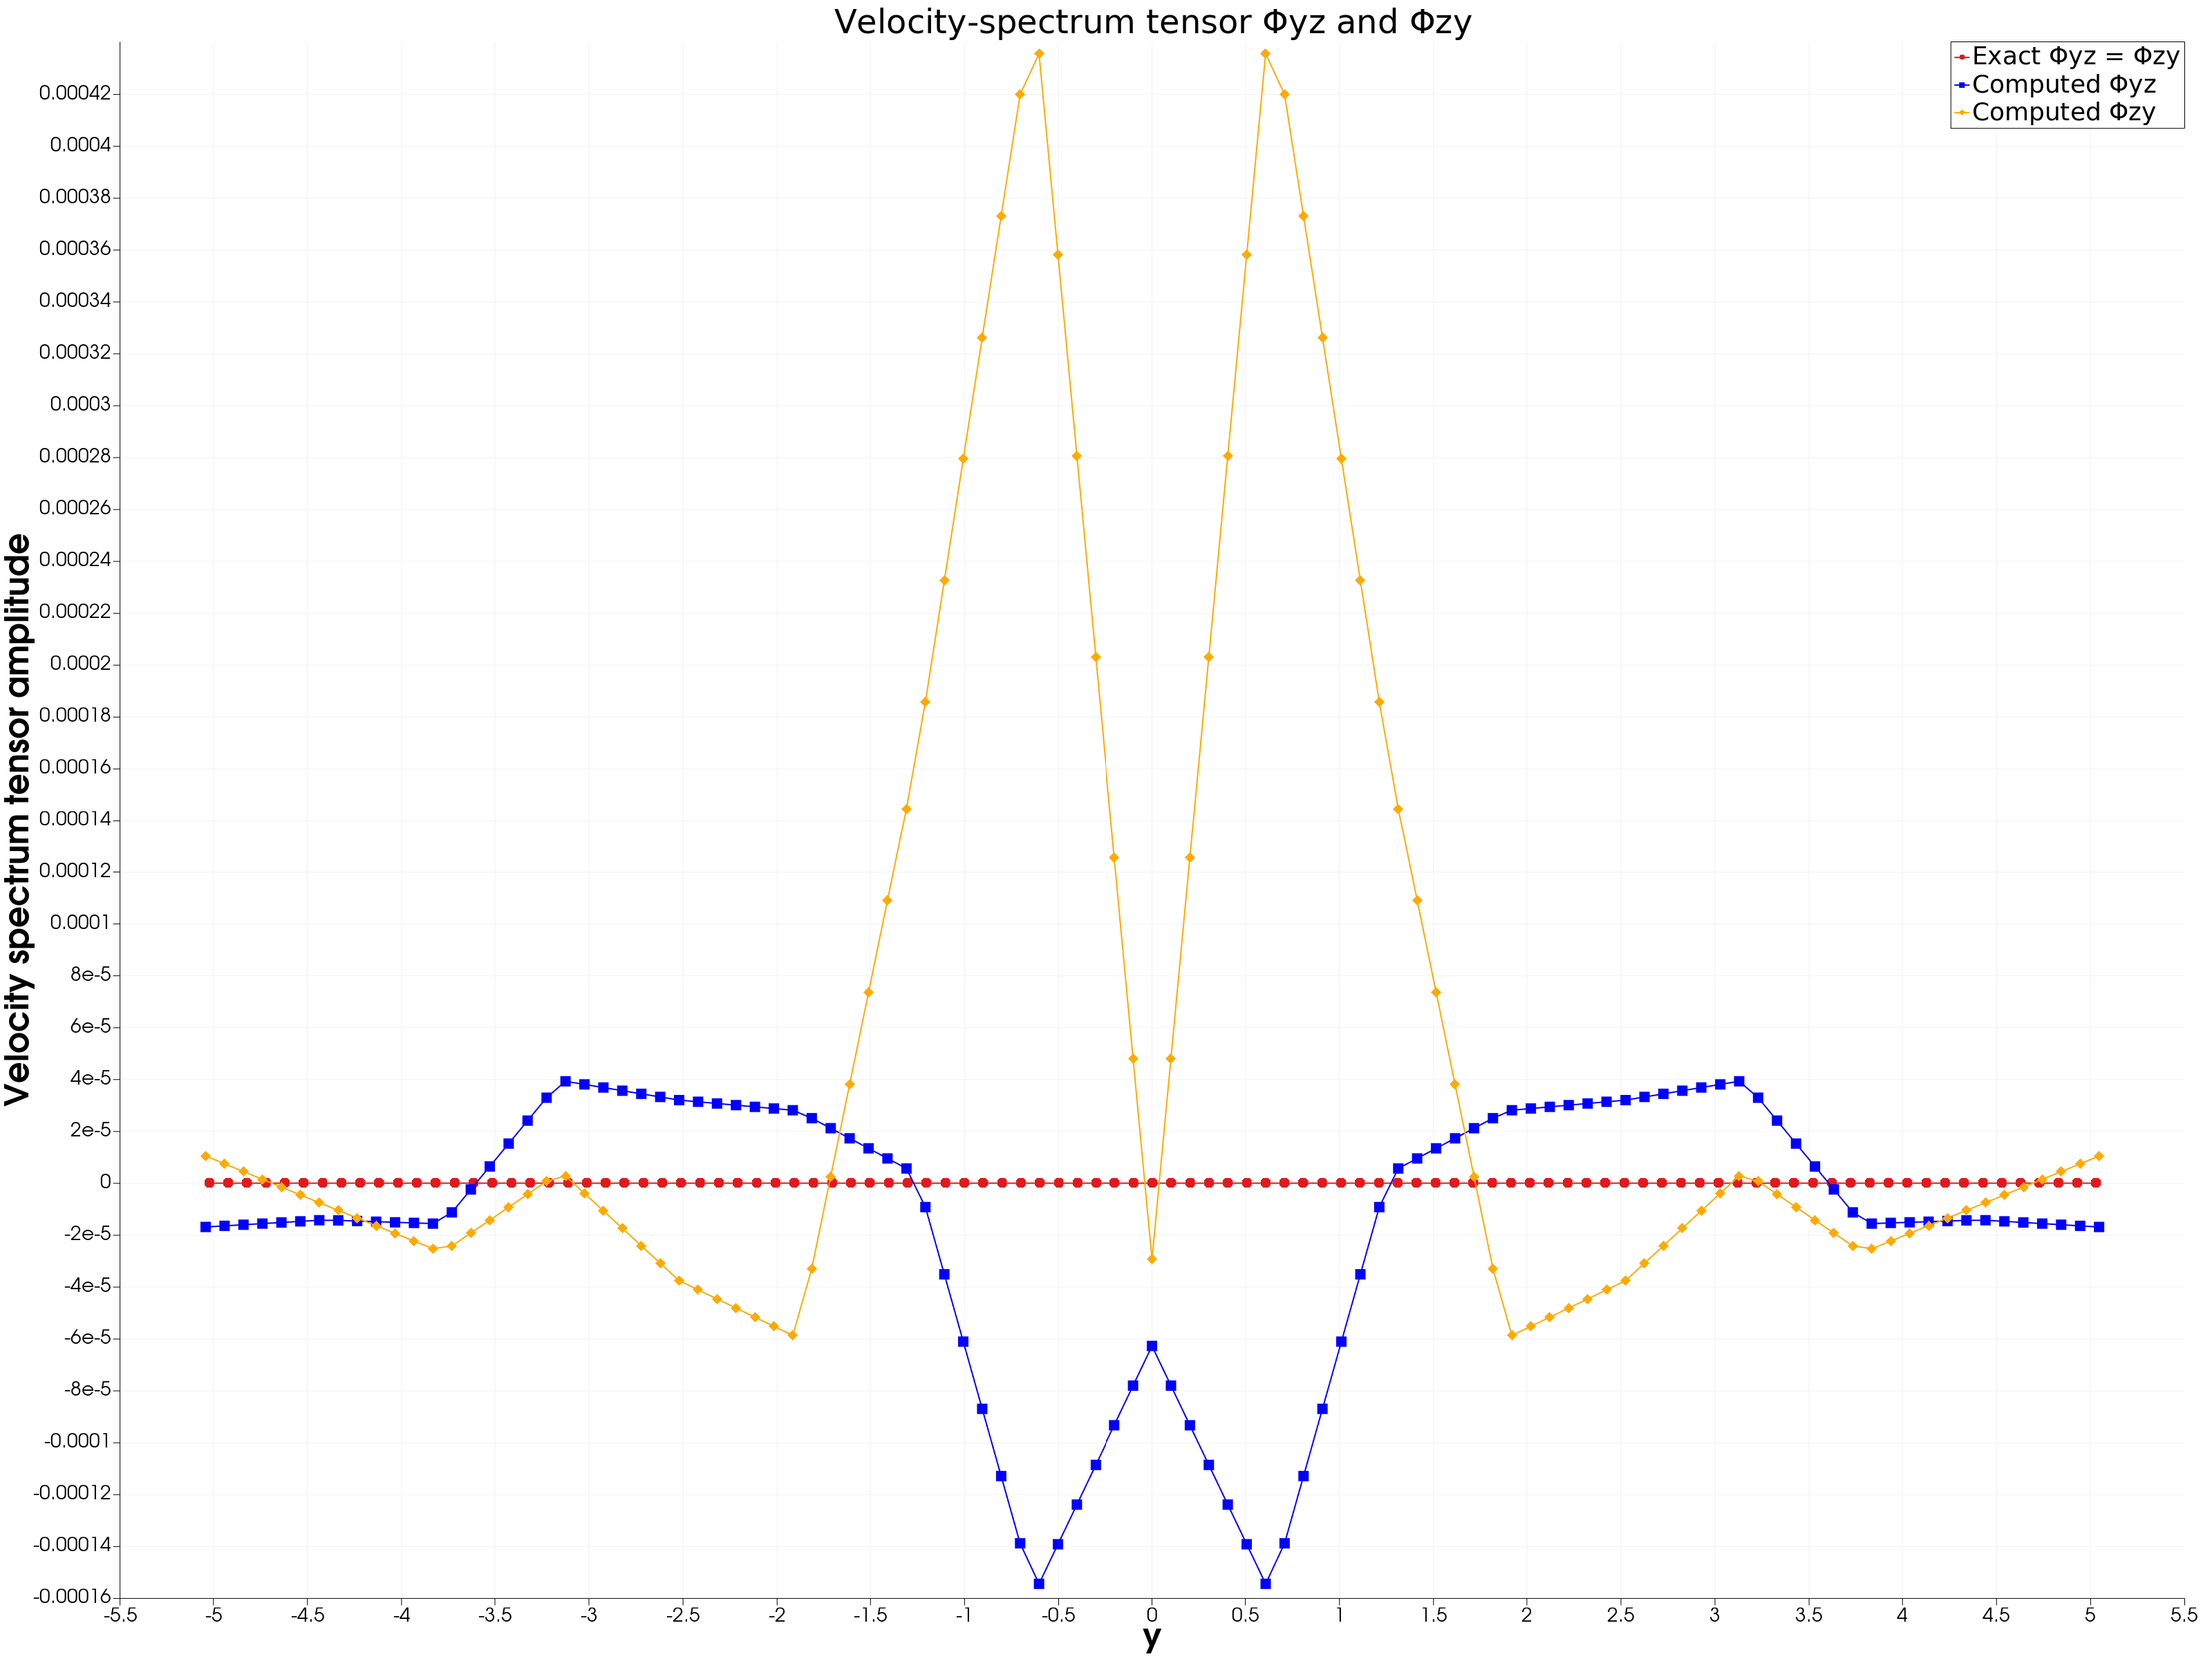 Velocity-spectrum tensor Φyz and Φzy
Exact Φyz = Φzy
Computed Φyz
Computed Φzy
Velocity spectrum tensor amplitude
0.00042
0.0004
0.00038
0.00036
0.00034
0.00032
0.0003
0.00028
0.00026
0.00024
0.00022
0.0002
0.00018
0.00016
0.00014
0.00012
0.0001
8e-5
6e-5
4e-5
2e-5
0
-2e-5
-4e-5
-6e-5
-8e-5
-0.0001
-0.00012
-0.00014
-0.00016
-5.5 -5 -4.5 -4 -3.5 -3 -2.5 -2 -1.5 -1 -0.5 0 0.5 1 1.5 2 2.5 3 3.5 4 4.5 5 5.5
y